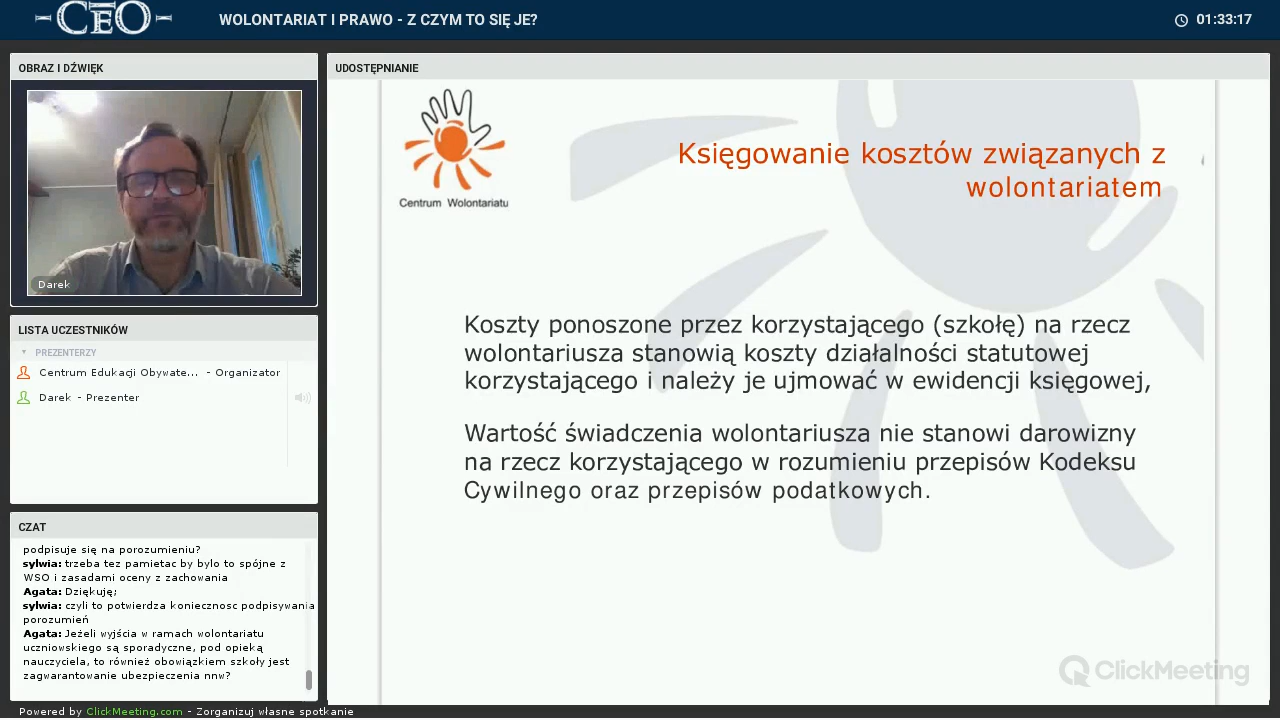 CEO
WOLONTARIAT I PRAWO - Z CZYM TO SIĘ JE?
01:33:17
OBRAZ I DŹWIĘK
Darek
LISTA UCZESTNIKÓW
PREZENTERZY
Centrum Edukacji Obywate... - Organizator
Darek - Prezenter
CZAT
podpisuje się na porozumieniu?
sylwia: trzeba tez pamietac by bylo to spójne z
WSO i zasadami oceny z zachowania
Agata: Dziękuję;
sylwia: czyli to potwierdza koniecznosc podpisywania
porozumień
Agata: Jeżeli wyjścia w ramach wolontariatu
uczniowskiego są sporadyczne, pod opieką
nauczyciela, to również obowiązkiem szkoły jest
zagwarantowanie ubezpieczenia nnw?
UDOSTĘPNIANIE
Centrum Wolontariatu
Księgowanie kosztów związanych z
wolontariatem
Koszty ponoszone przez korzystającego (szkołę) na rzecz
wolontariusza stanowią koszty działalności statutowej
korzystającego i należy je ujmować w ewidencji księgowej,
Wartość świadczenia wolontariusza nie stanowi darowizny
na rzecz korzystającego w rozumieniu przepisów Kodeksu
Cywilnego oraz przepisów podatkowych.
ClickMeeting
Powered by ClickMeeting.com - Zorganizuj własne spotkanie